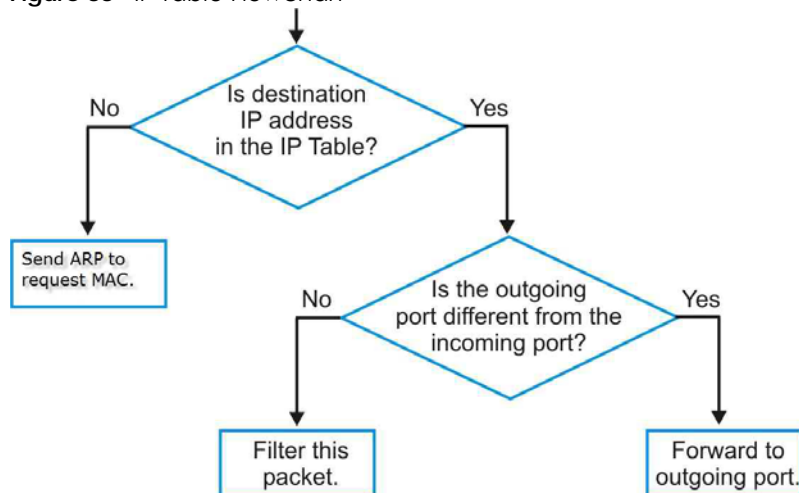 No
Is destination
IP address
in the IP Table?
Yes
Send ARP to
request MAC.
No
Is the outgoing
port different from the
incoming port?
Yes
Filter this
packet.
Forward to
outgoing port.